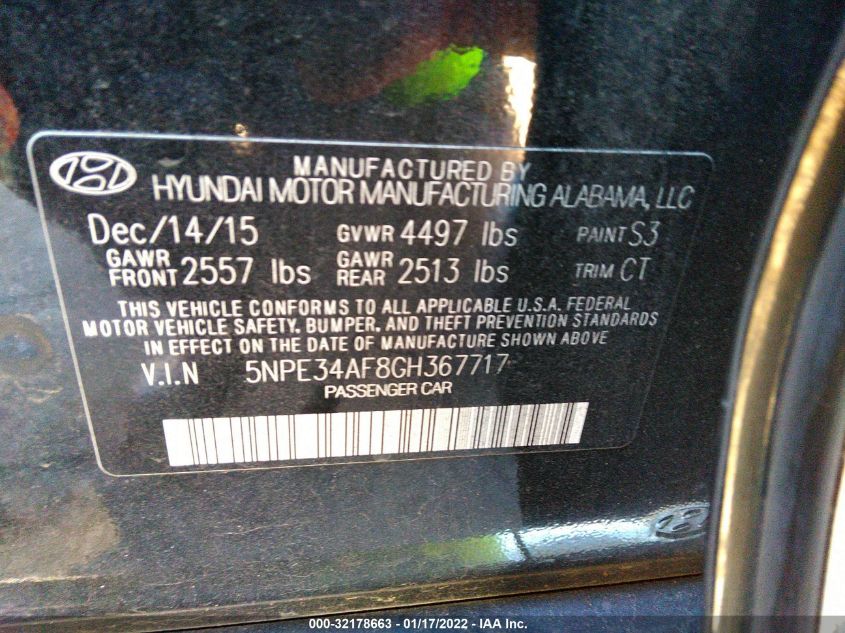 MANUFACTURED BY
HYUNDAI MOTOR MANUFACTURING ALABAMA, LLC
Dec/14/15 GVWR 4497 lbs PAINT S3
GAWR FRONT 2557 lbs GAWR REAR 2513 lbs TRIM CT
THIS VEHICLE CONFORMS TO ALL APPLICABLE U.S.A. FEDERAL
MOTOR VEHICLE SAFETY, BUMPER, AND THEFT PREVENTION STANDARDS
IN EFFECT ON THE DATE OF MANUFACTURE SHOWN ABOVE
V.I.N 5NPE34AF8GH367717
PASSENGER CAR
000-32178663 - 01/17/2022 - IAA Inc.